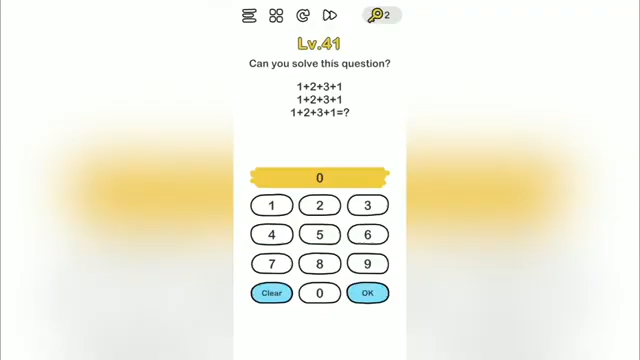 2
Lv.41
Can you solve this question?
1+2+3+1
1+2+3+1
1+2+3+1=?
0
1 2 3
4 5 6
7 8 9
Clear 0 OK